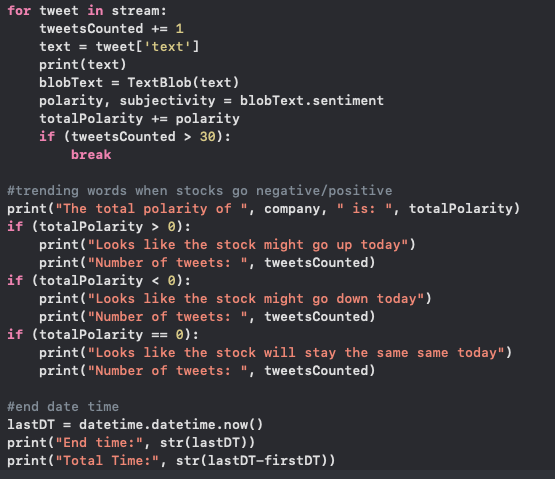 for tweet in stream:
    tweetsCounted += 1
    text = tweet['text']
    print(text)
    blobText = TextBlob(text)
    polarity, subjectivity = blobText.sentiment
    totalPolarity += polarity
    if (tweetsCounted > 30):
        break

#trending words when stocks go negative/positive
print("The total polarity of ", company, " is: ", totalPolarity)
if (totalPolarity > 0):
    print("Looks like the stock might go up today")
    print("Number of tweets: ", tweetsCounted)
if (totalPolarity < 0):
    print("Looks like the stock might go down today")
    print("Number of tweets: ", tweetsCounted)
if (totalPolarity == 0):
    print("Looks like the stock will stay the same same today")
    print("Number of tweets: ", tweetsCounted)

#end date time
lastDT = datetime.datetime.now()
print("End time:", str(lastDT))
print("Total Time:", str(lastDT-firstDT))